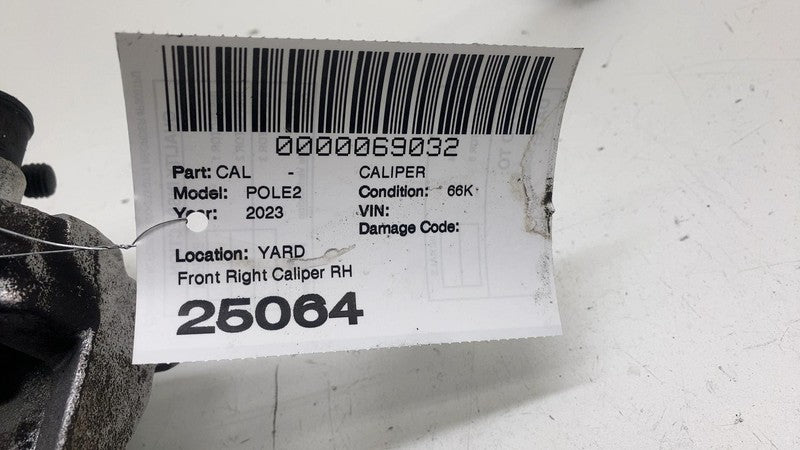 0000069032
Part: CAL - CALIPER
Model: POLE2 Condition: 66K
Year: 2023 VIN:
Damage Code:
Location: YARD
Front Right Caliper RH
25064